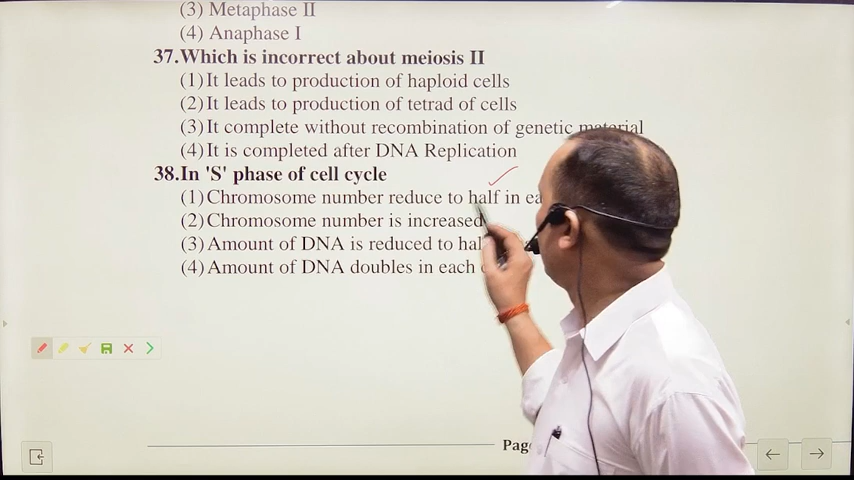 (3) Metaphase II
(4) Anaphase I
37.Which is incorrect about meiosis II
(1) It leads to production of haploid cells
(2) It leads to production of tetrad of cells
(3) It complete without recombination of genetic material
(4) It is completed after DNA Replication
38.In 'S' phase of cell cycle
(1) Chromosome number reduce to half in
(2) Chromosome number is increased
(3) Amount of DNA is reduced to
(4) Amount of DNA doubles in each